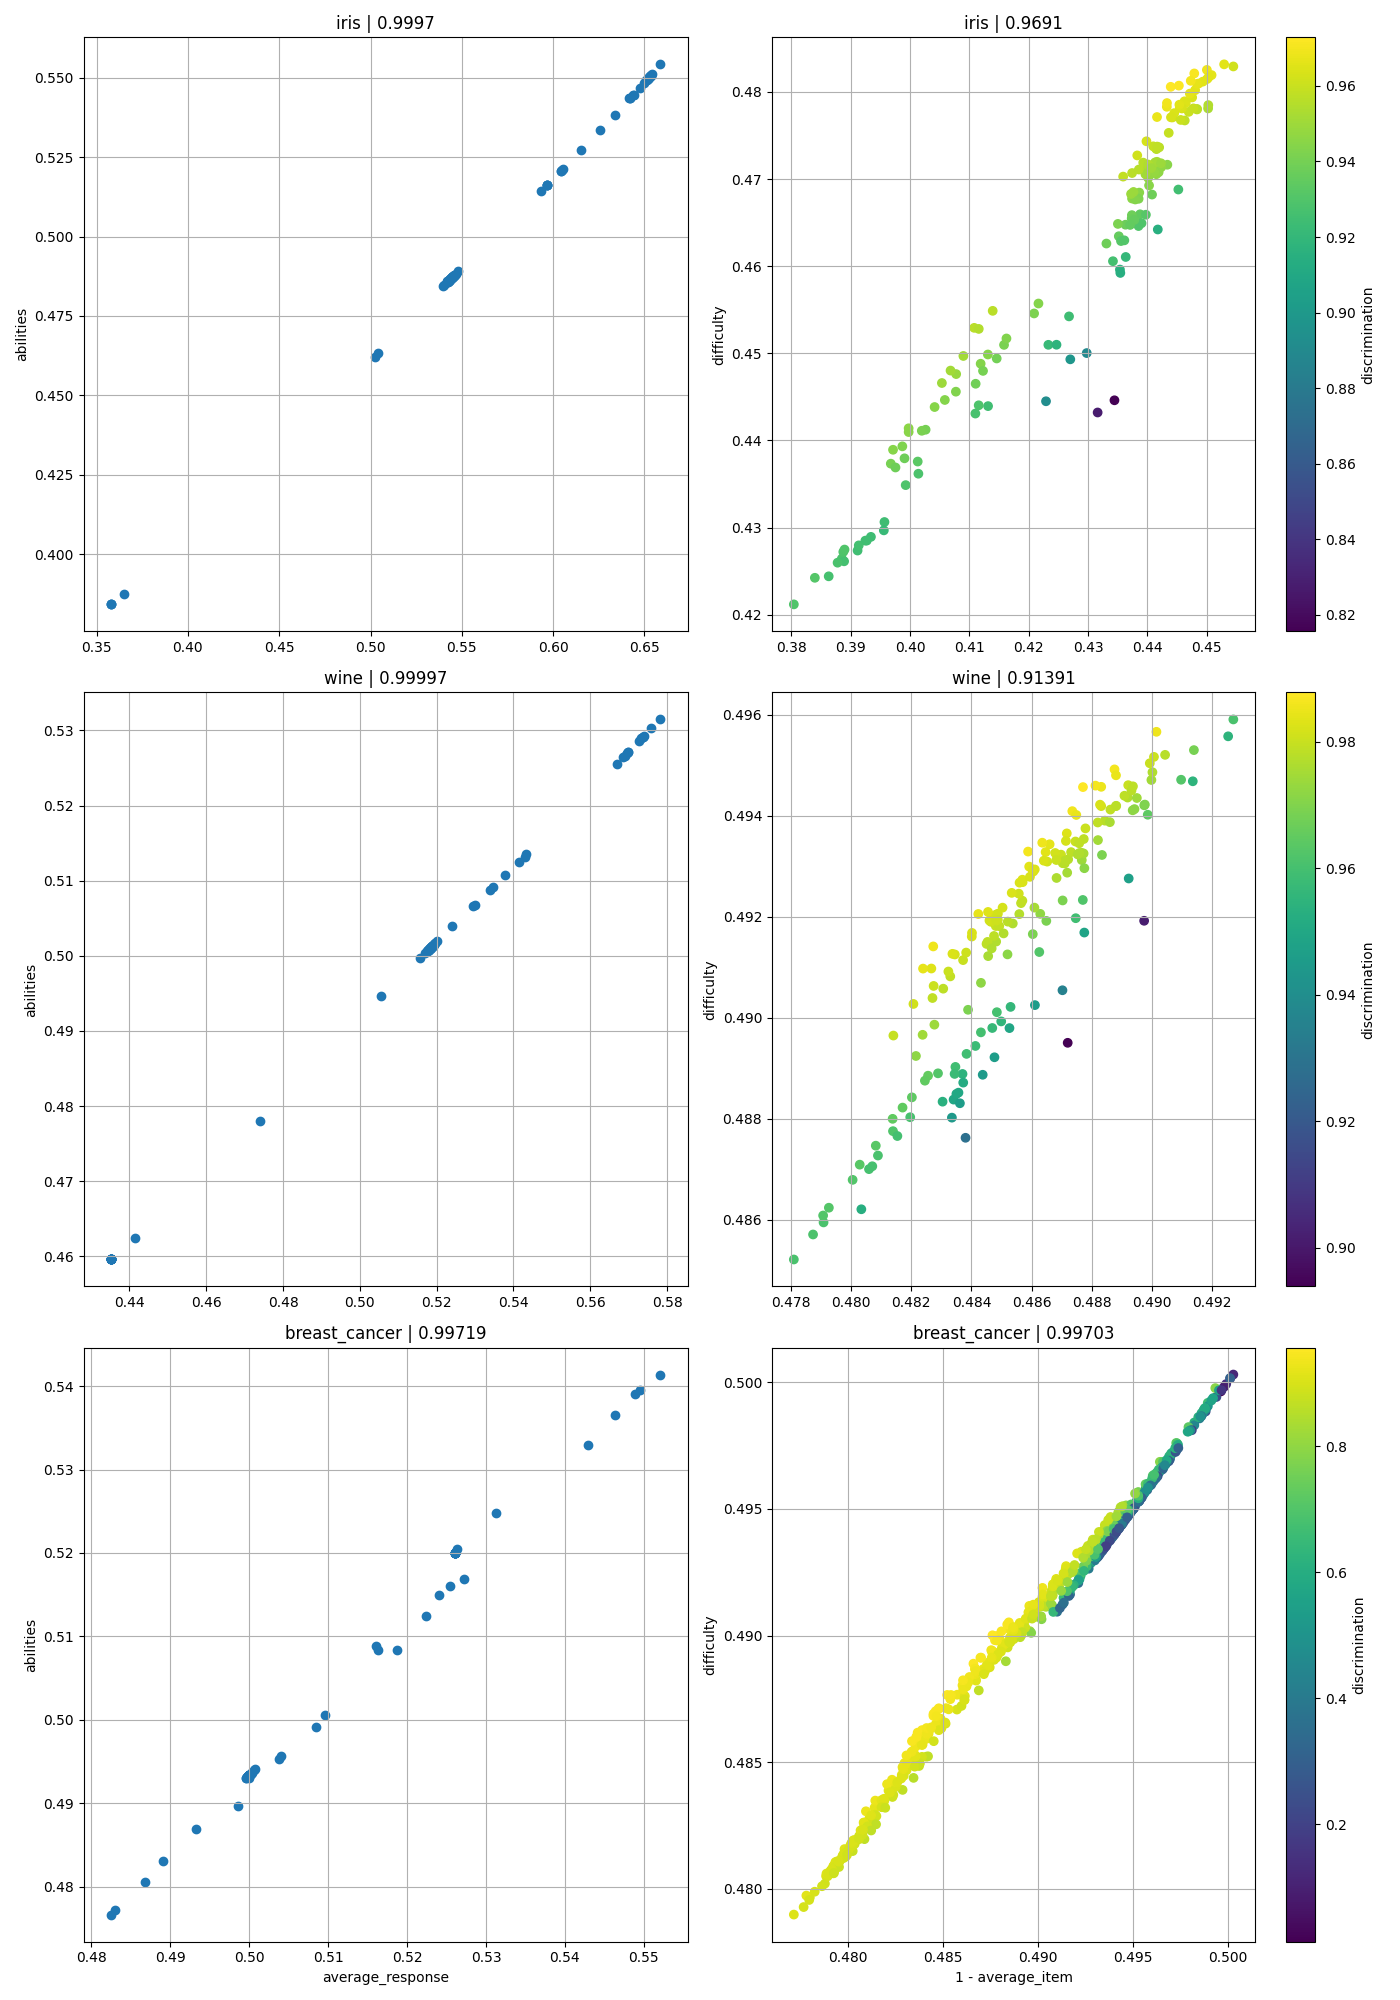 iris | 0.9997
0.550
0.525
0.500
0.475
0.450
0.425
0.400
abilities
0.35 0.40 0.45 0.50 0.55 0.60 0.65
iris | 0.9691
0.48
0.47
0.46
0.45
0.44
0.43
0.42
difficulty
0.38 0.39 0.40 0.41 0.42 0.43 0.44 0.45
0.96
0.94
0.92
0.90
0.88
0.86
0.84
0.82
discrimination
wine | 0.99997
0.53
0.52
0.51
0.50
0.49
0.48
0.47
0.46
abilities
0.44 0.46 0.48 0.50 0.52 0.54 0.56 0.58
wine | 0.91391
0.496
0.494
0.492
0.490
0.488
0.486
difficulty
0.478 0.480 0.482 0.484 0.486 0.488 0.490 0.492
0.98
0.96
0.94
0.92
0.90
discrimination
breast_cancer | 0.99719
0.54
0.53
0.52
0.51
0.50
0.49
0.48
abilities
0.48 0.49 0.50 0.51 0.52 0.53 0.54 0.55
average_response
breast_cancer | 0.99703
0.500
0.495
0.490
0.485
0.480
difficulty
0.480 0.485 0.490 0.495 0.500
1 - average_item
0.8
0.6
0.4
0.2
discrimination